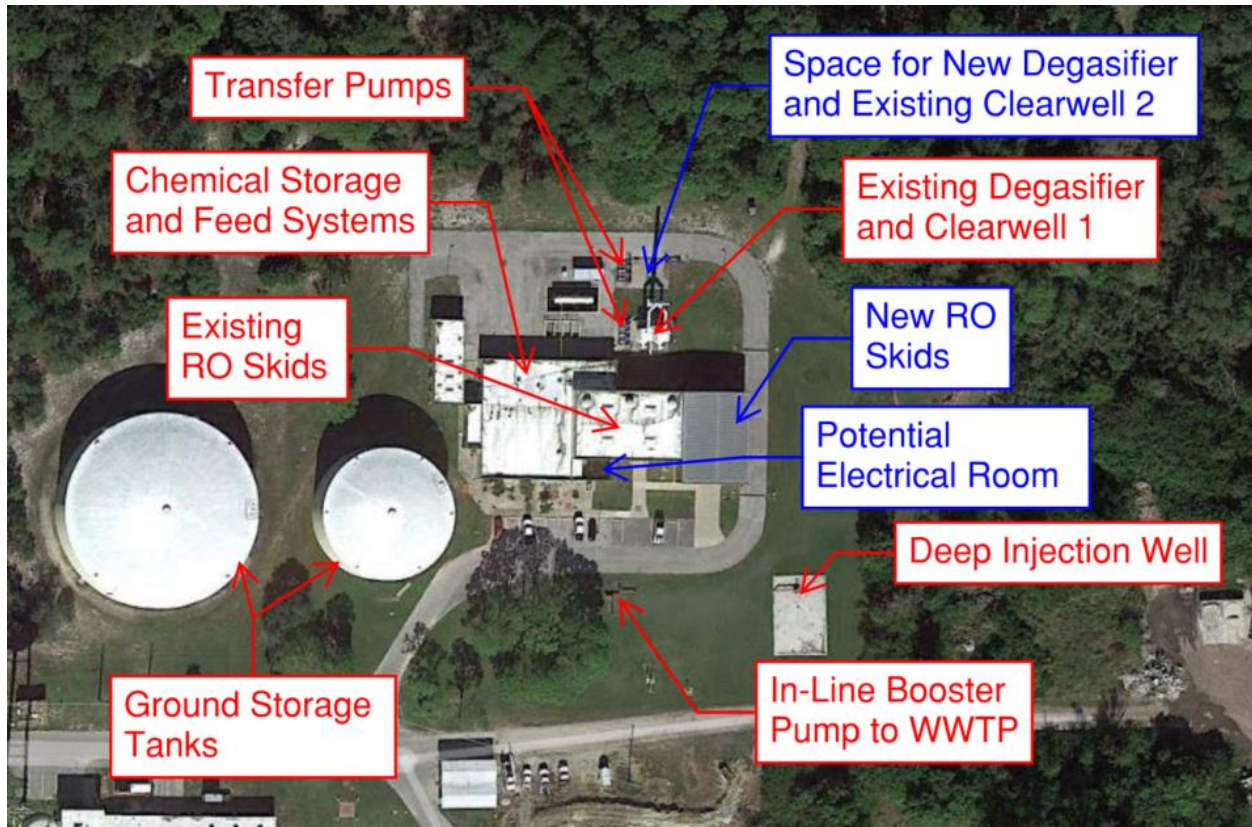 Transfer Pumps
Space for New Degasifier
and Existing Clearwell 2
Chemical Storage
and Feed Systems
Existing Degasifier
and Clearwell 1
Existing
RO Skids
New RO
Skids
Potential
Electrical Room
Deep Injection Well
Ground Storage
Tanks
In-Line Booster
Pump to WWTP